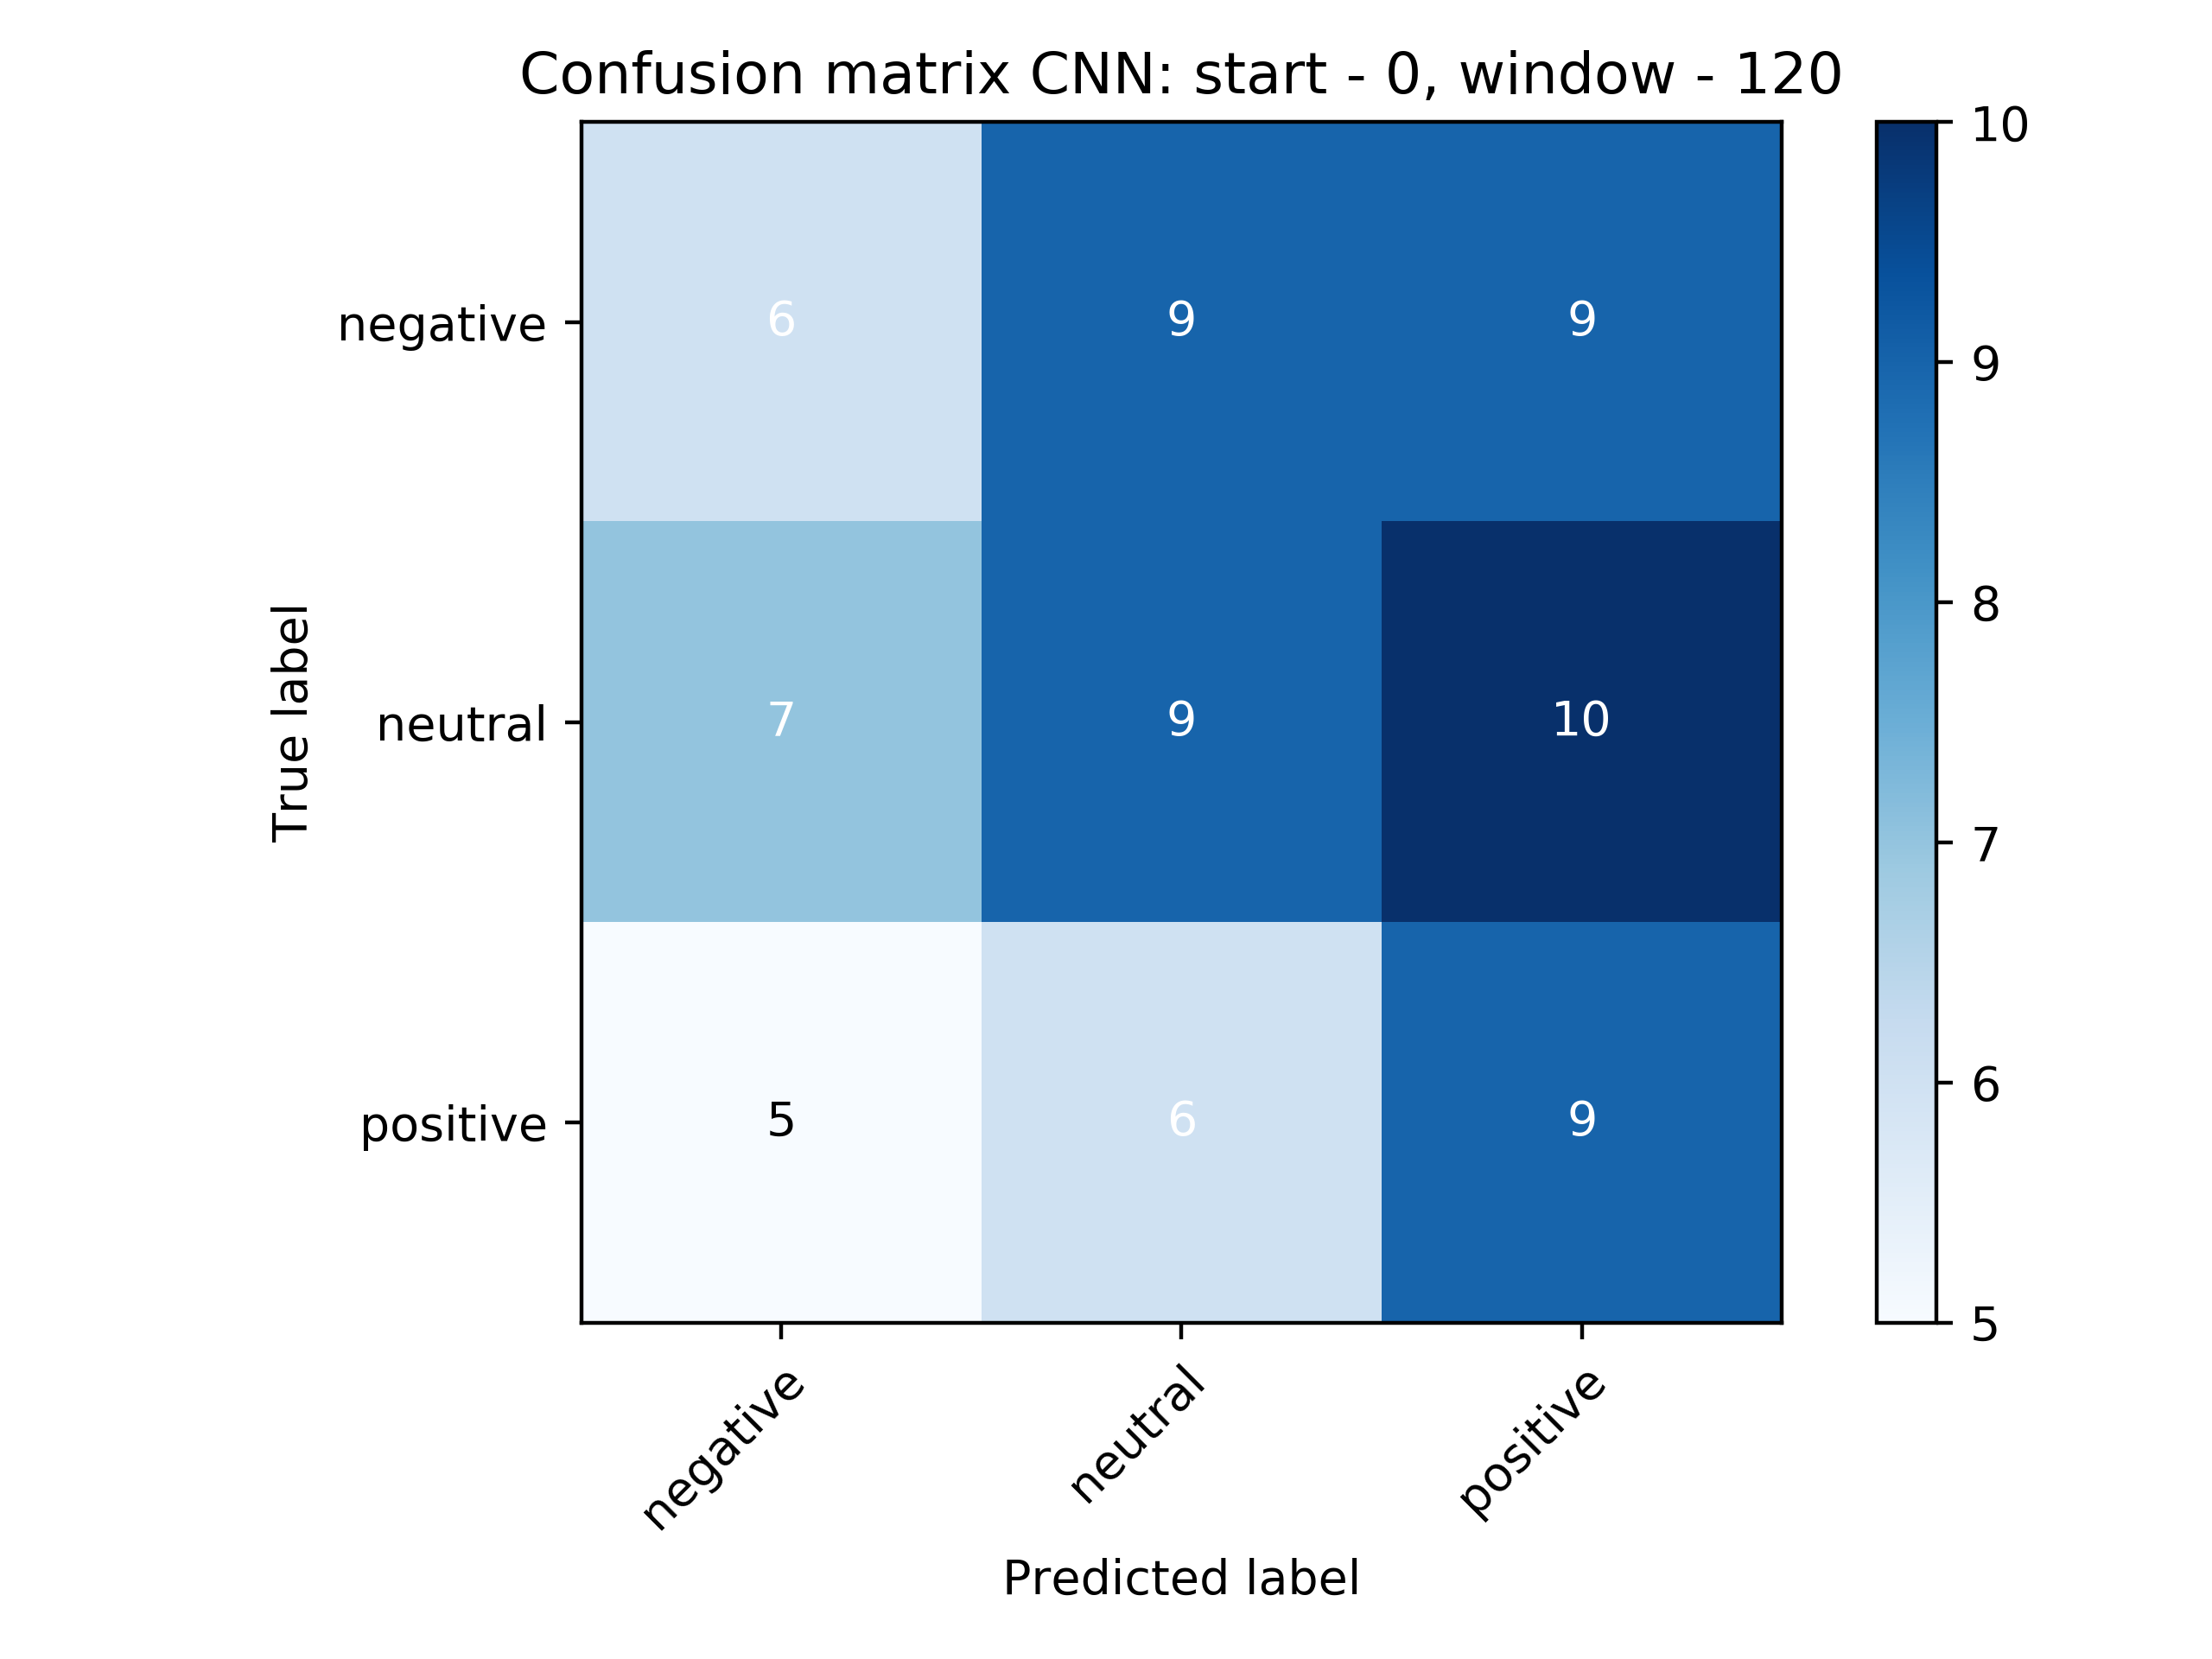 Confusion matrix CNN: start - 0, window - 120
10
negative 6 9 9
9
8
neutral 7 9 10
True label
7
6
positive 5 6 9
5
negative neutral positive
Predicted label